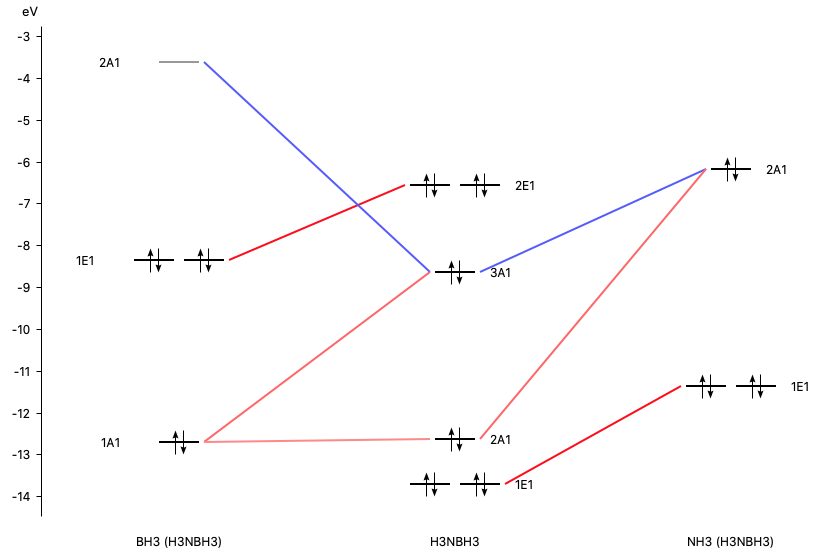 eV
-3
2A1
-4
-5
-6
2A1
2E1
-7
-8
1E1
3A1
-9
-10
-11
1E1
-12
1A1
2A1
-13
1E1
-14
BH3 (H3NBH3)
H3NBH3
NH3 (H3NBH3)